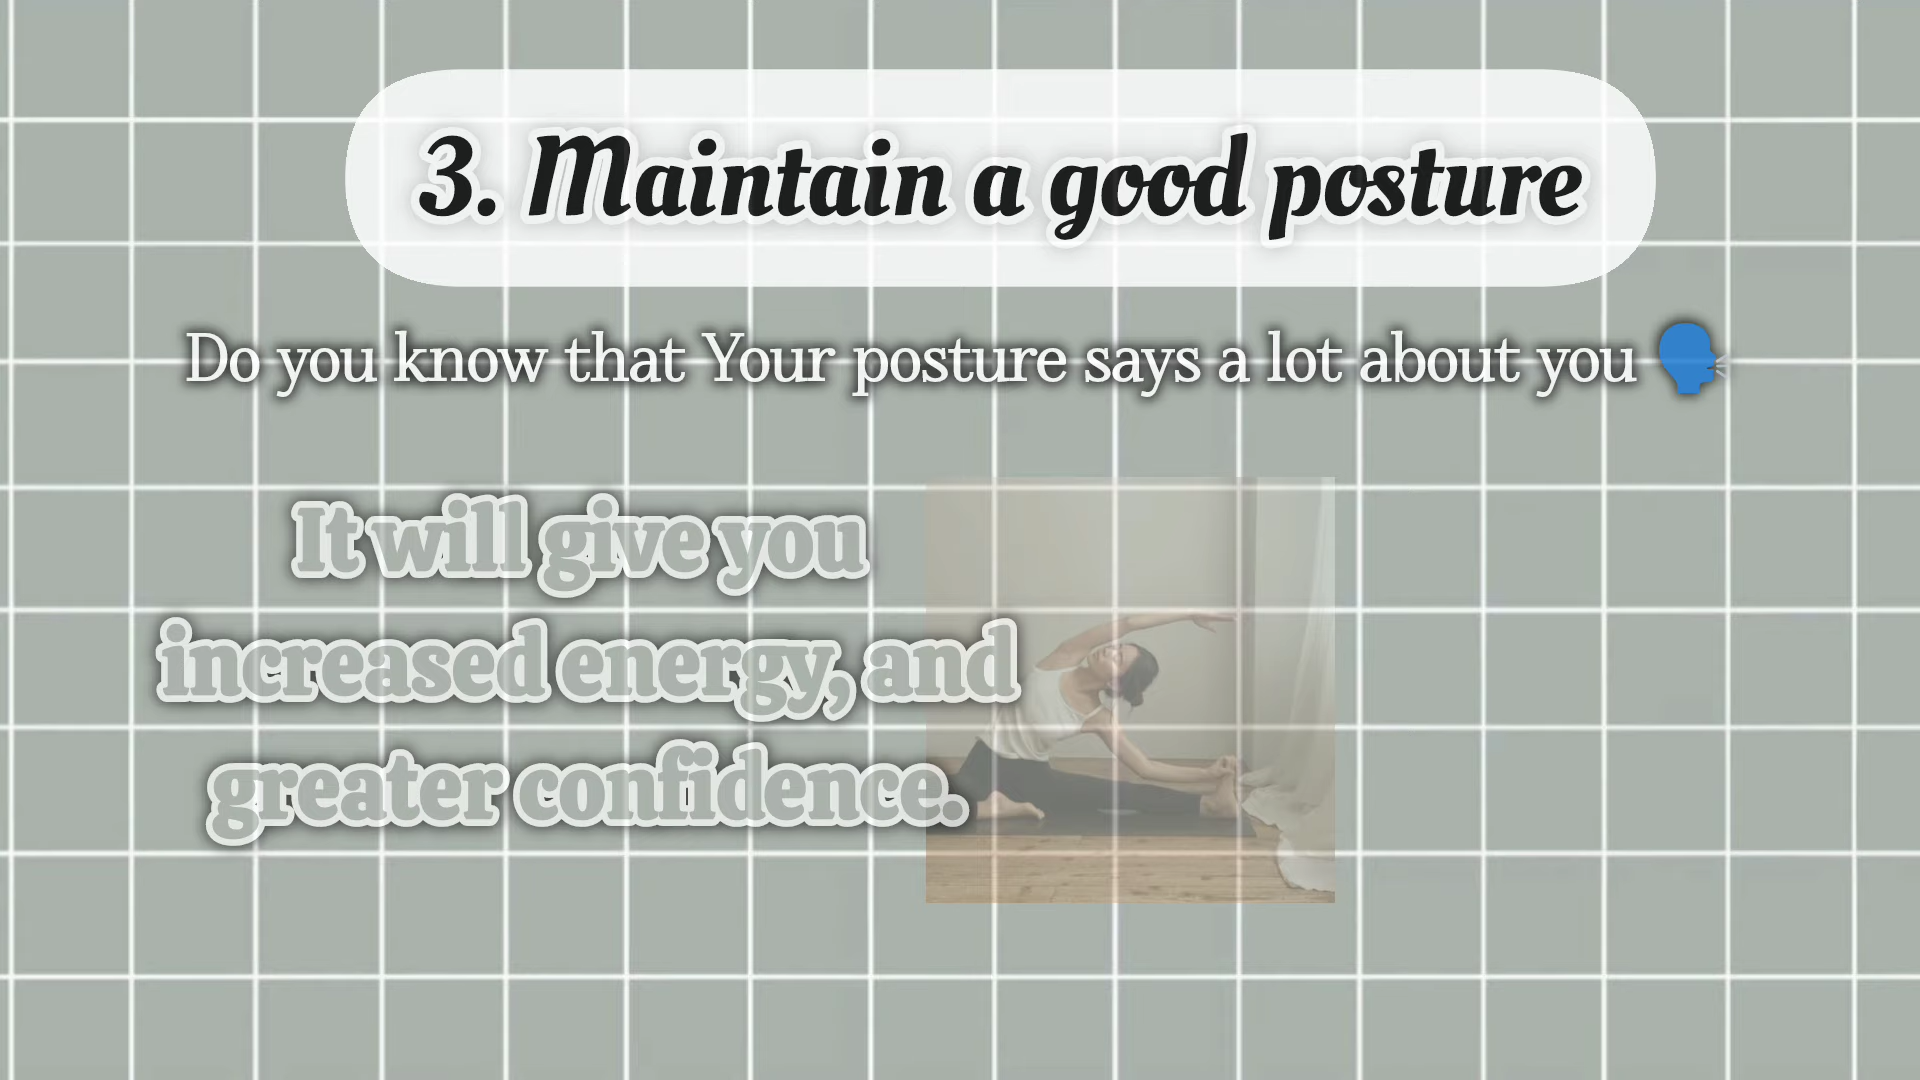 3. Maintain a good posture
Do you know that Your posture says a lot about you 🗣️
It will give you
increased energy, and
greater confidence.